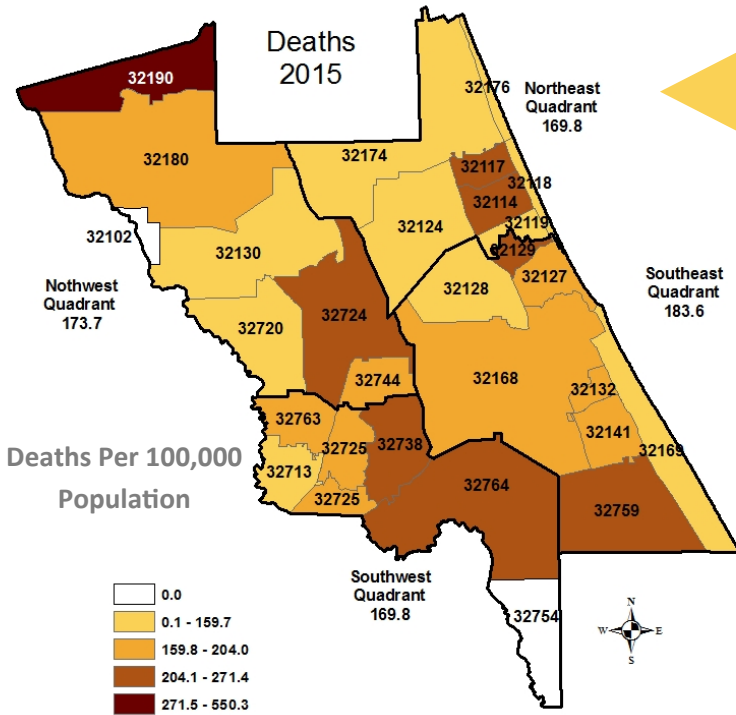 Deaths
2015
32190
32176
Northeast
Quadrant
169.8
32180
32174
32117
32118
32114
32102
32124
32119
32130
32129
Northwest
Quadrant
173.7
32128
32127
Southeast
Quadrant
183.6
32720
32724
32744
32168
32132
32763
32725
32738
32141
32169
Deaths Per 100,000
Population
32713
32725
32764
32759
Southwest
Quadrant
169.8
32754
0.0
0.1 - 159.7
159.8 - 204.0
204.1 - 271.4
271.5 - 550.3
N
W
E
S